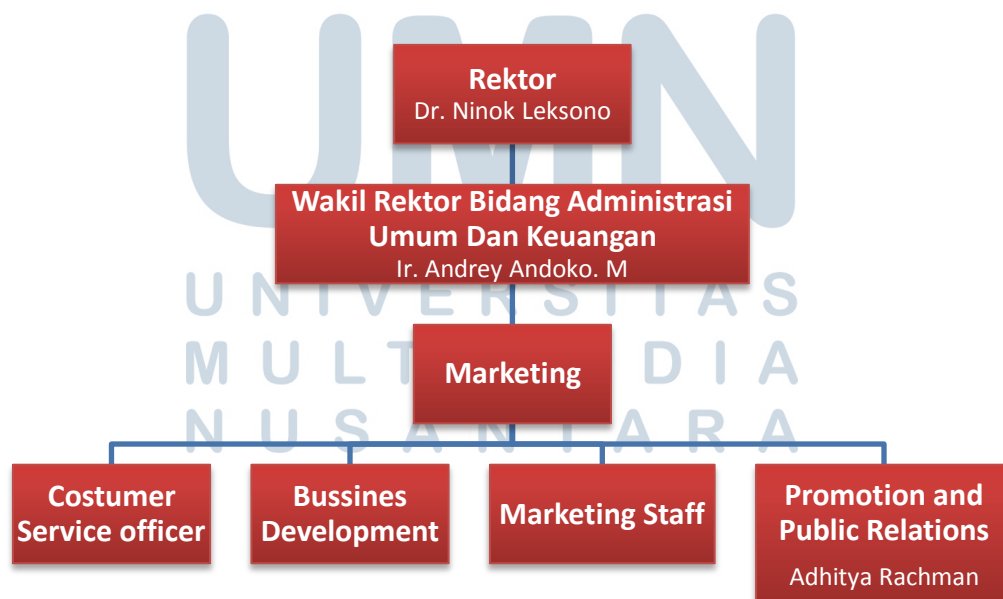 UMN
Rektor
Dr. Ninok Leksono
Wakil Rektor Bidang Administrasi
Umum Dan Keuangan
Ir. Andrey Andoko. M
UNIVERSITAS
Marketing
MULTIMEDIA
NUSANTARA
Costumer
Service officer
Bussines
Development
Marketing Staff
Promotion and
Public Relations
Adhitya Rachman